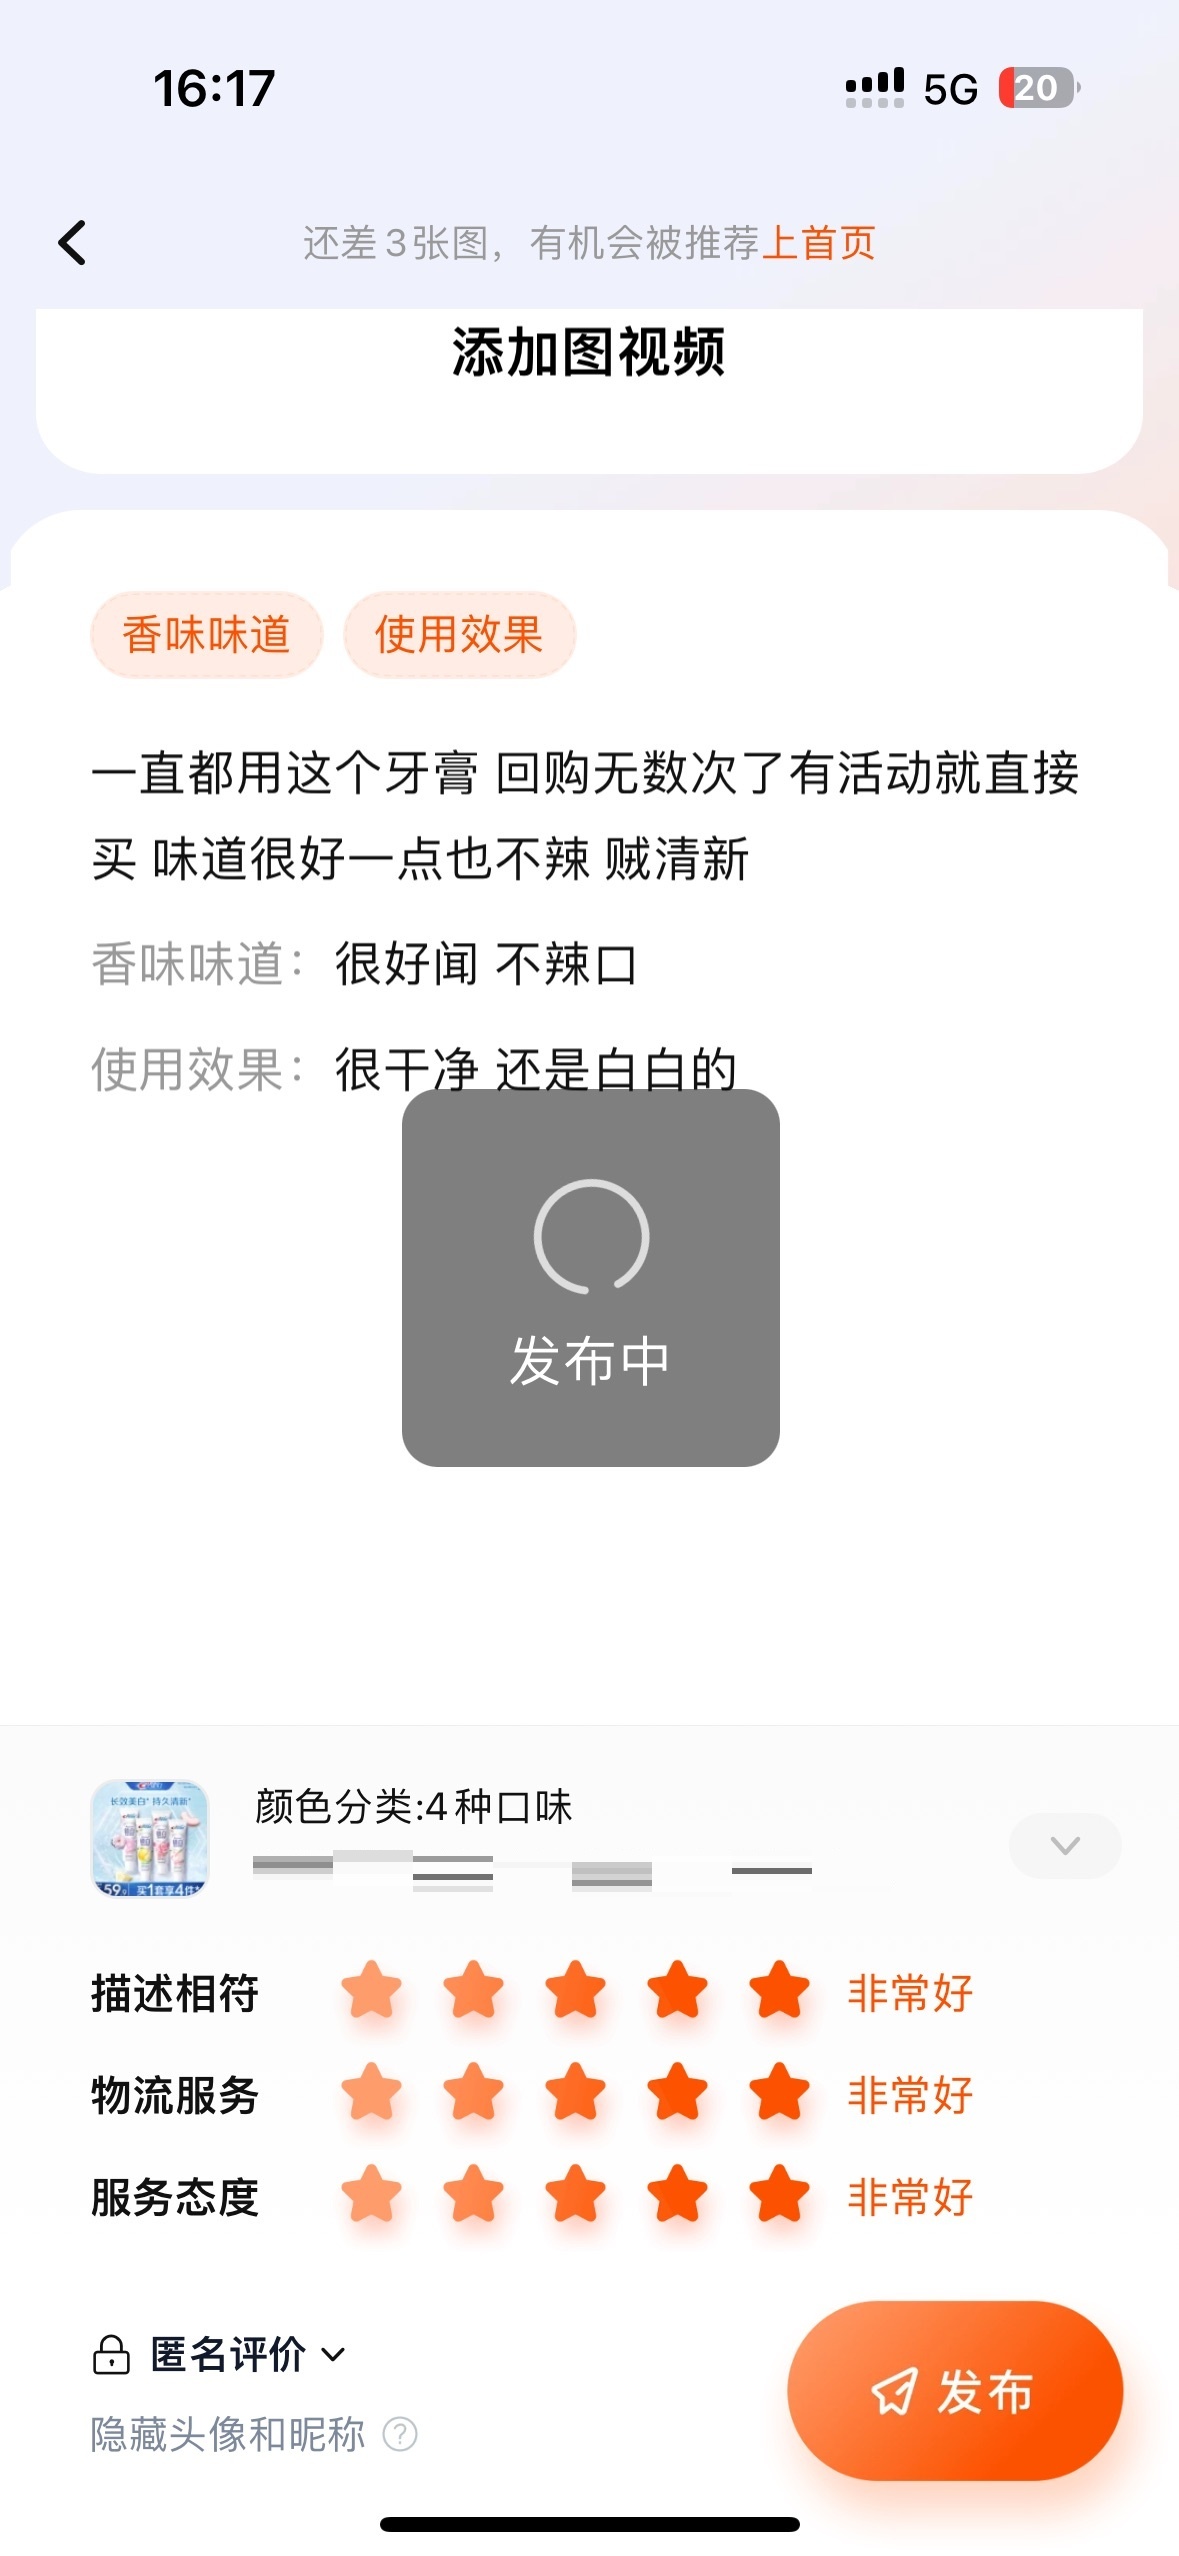 16:17
5G
20
还差3张图，有机会被推荐上首页
添加图视频
香味味道
使用效果
一直都用这个牙膏 回购无数次了有活动就直接
买 味道很好一点也不辣 贼清新
香味味道：很好闻 不辣口
使用效果：很干净 还是白白的
发布中
颜色分类:4种口味
长效美白 持久清新
59
买1套享4件
描述相符 非常好
物流服务 非常好
服务态度 非常好
匿名评价
发布
隐藏头像和昵称 ?